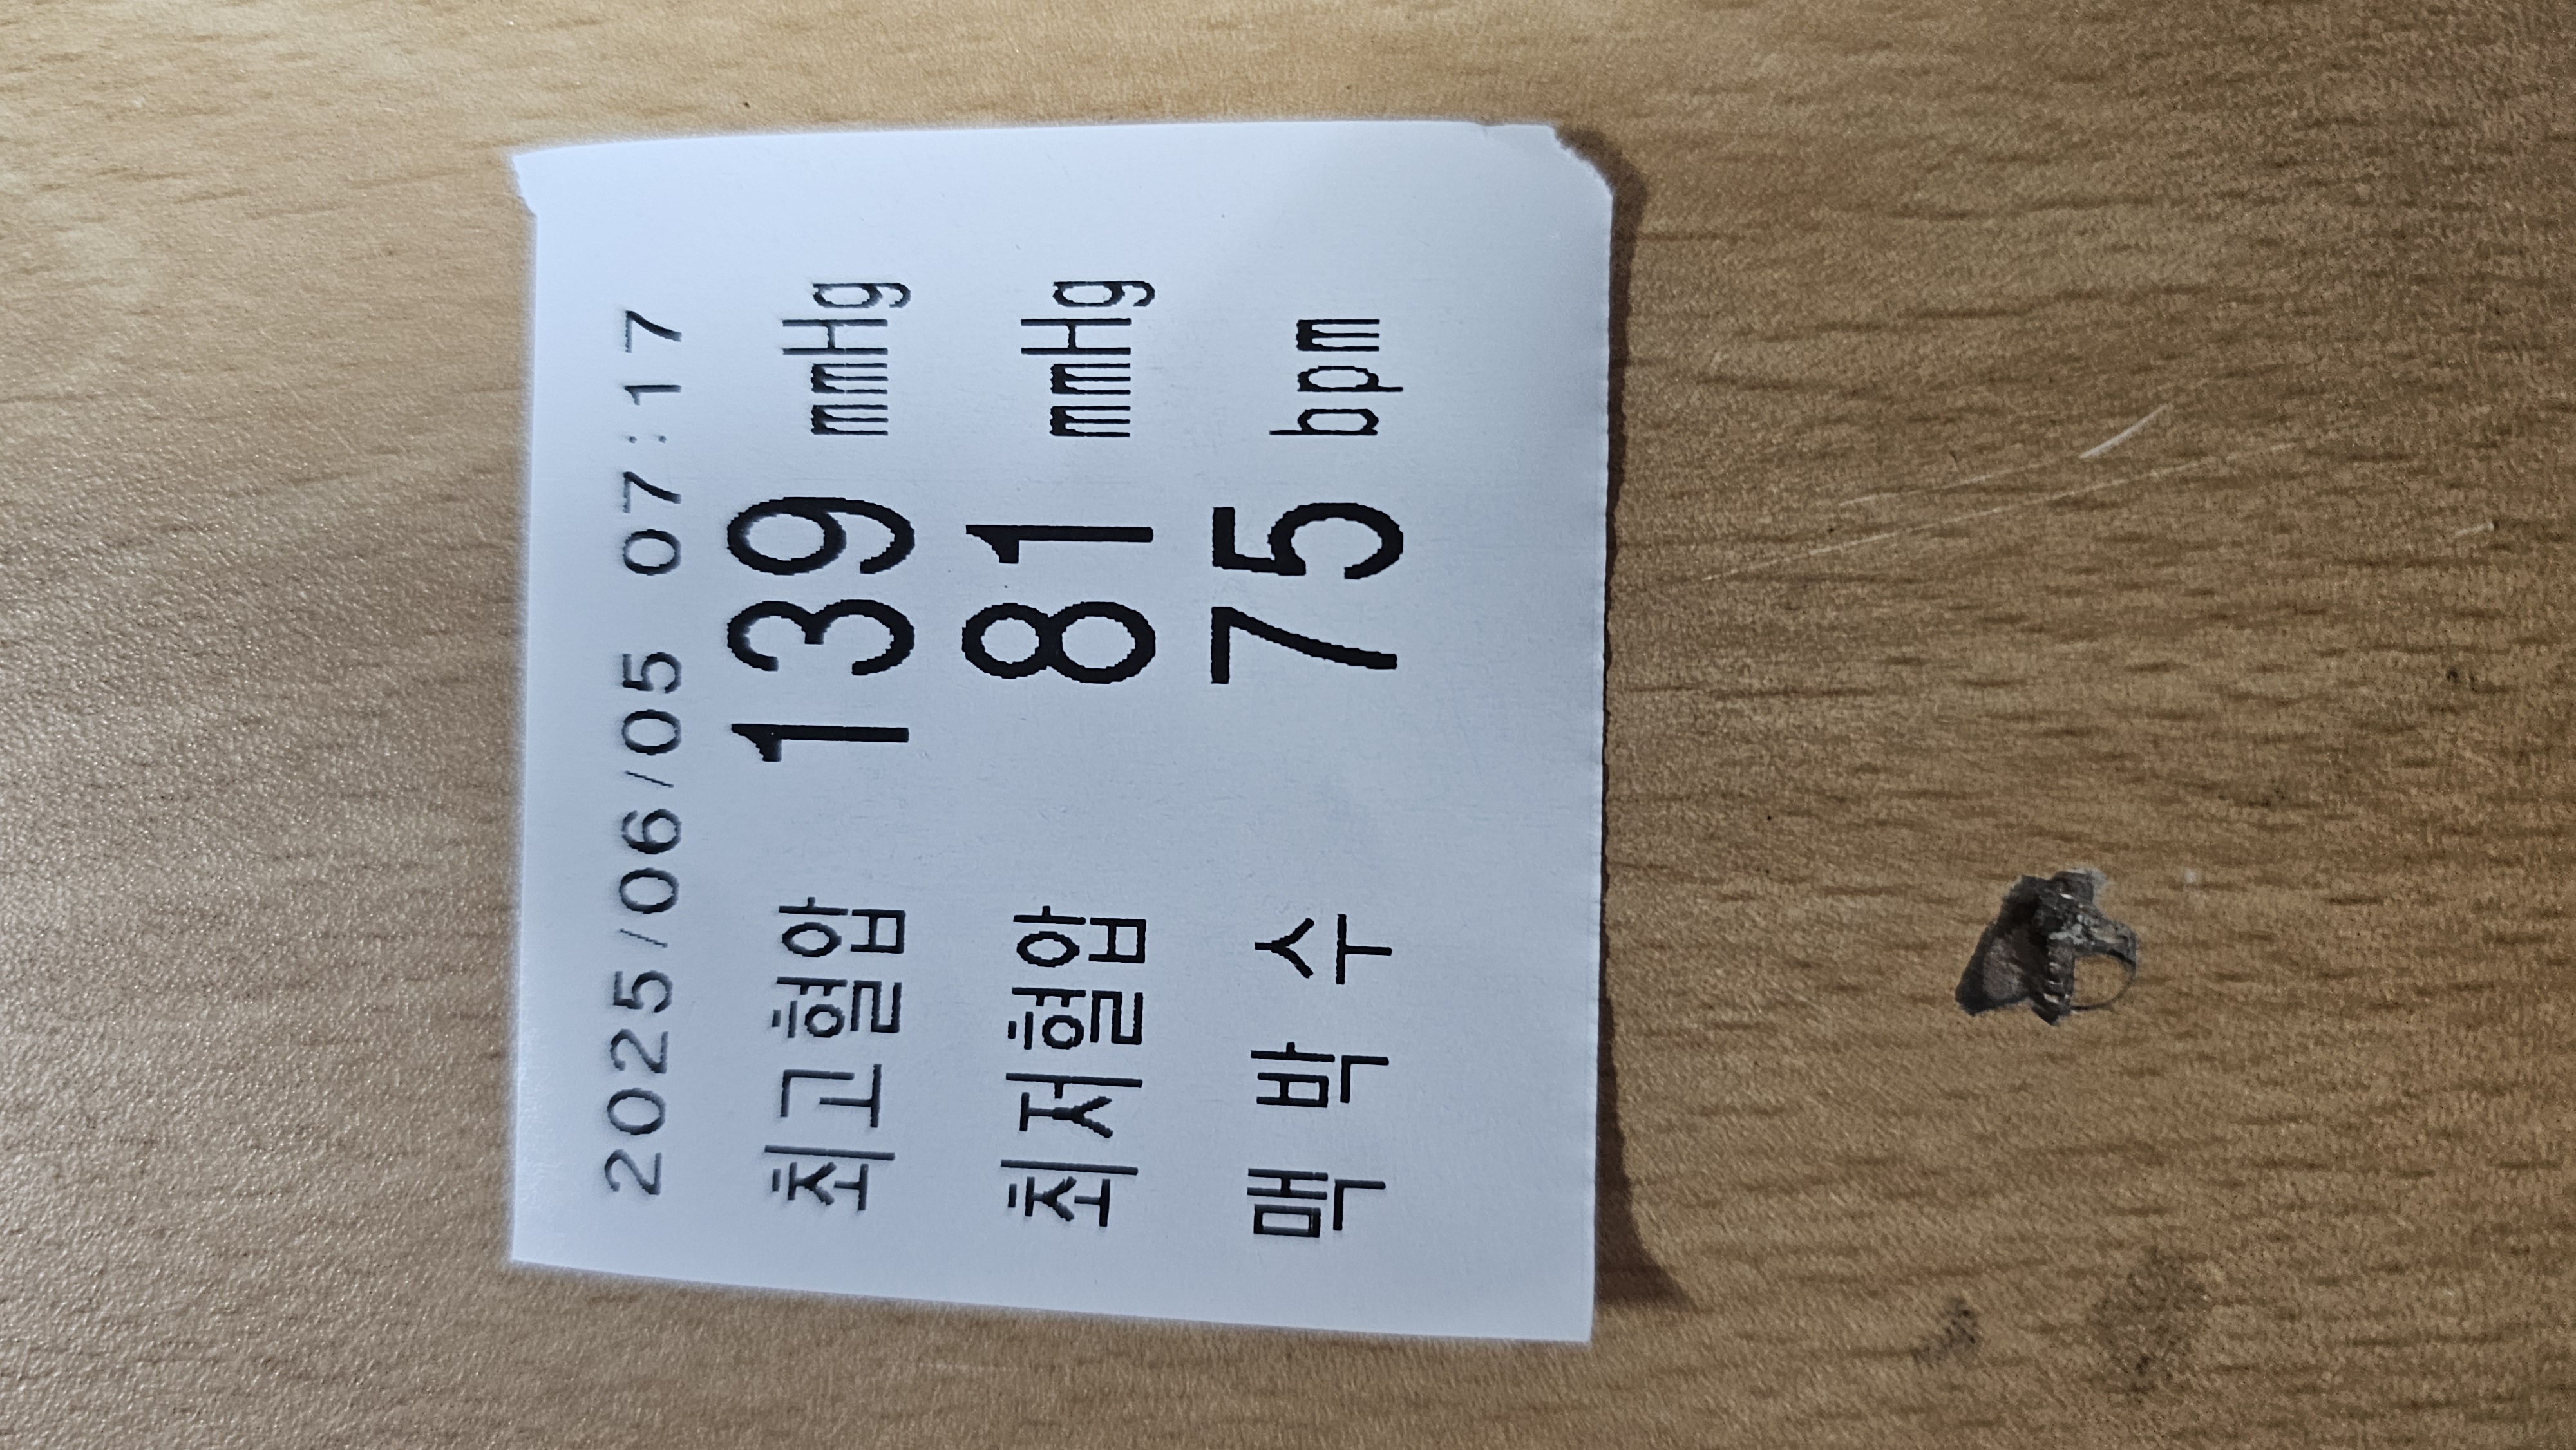 2025/06/05 07:17
최고혈압 139 mmHg
최저혈압 81 mmHg
맥 박 수 75 bpm